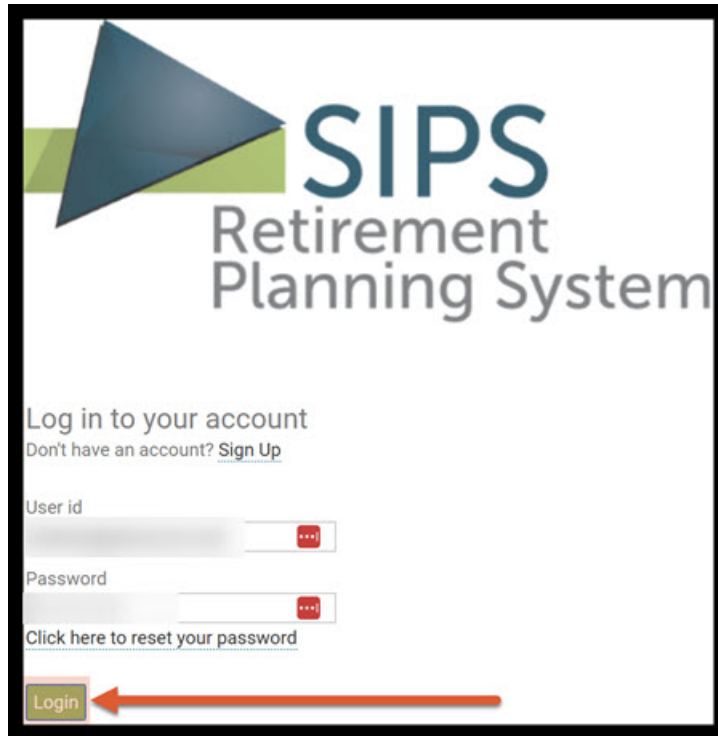 SIPS
Retirement
Planning System
Log in to your account
Don't have an account? Sign Up
User id
Password
Click here to reset your password
Login